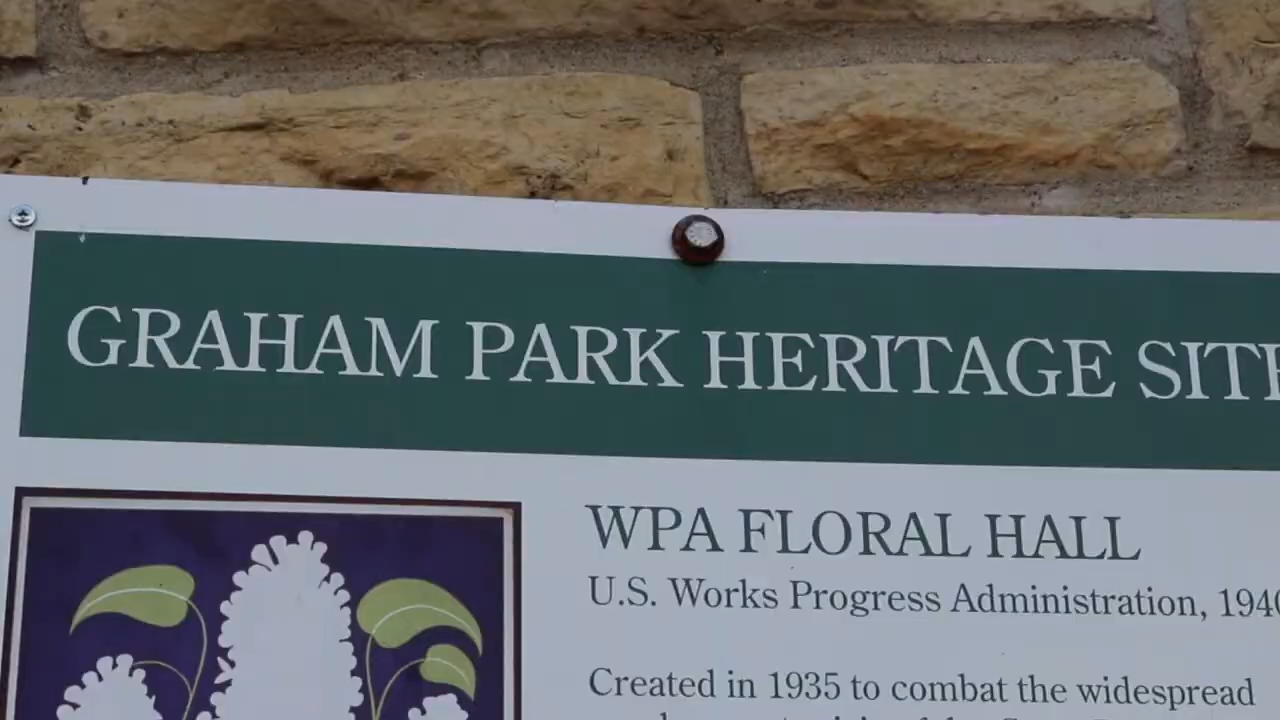 GRAHAM PARK HERITAGE SITE
WPA FLORAL HALL
U.S. Works Progress Administration, 1940
Created in 1935 to combat the widespread